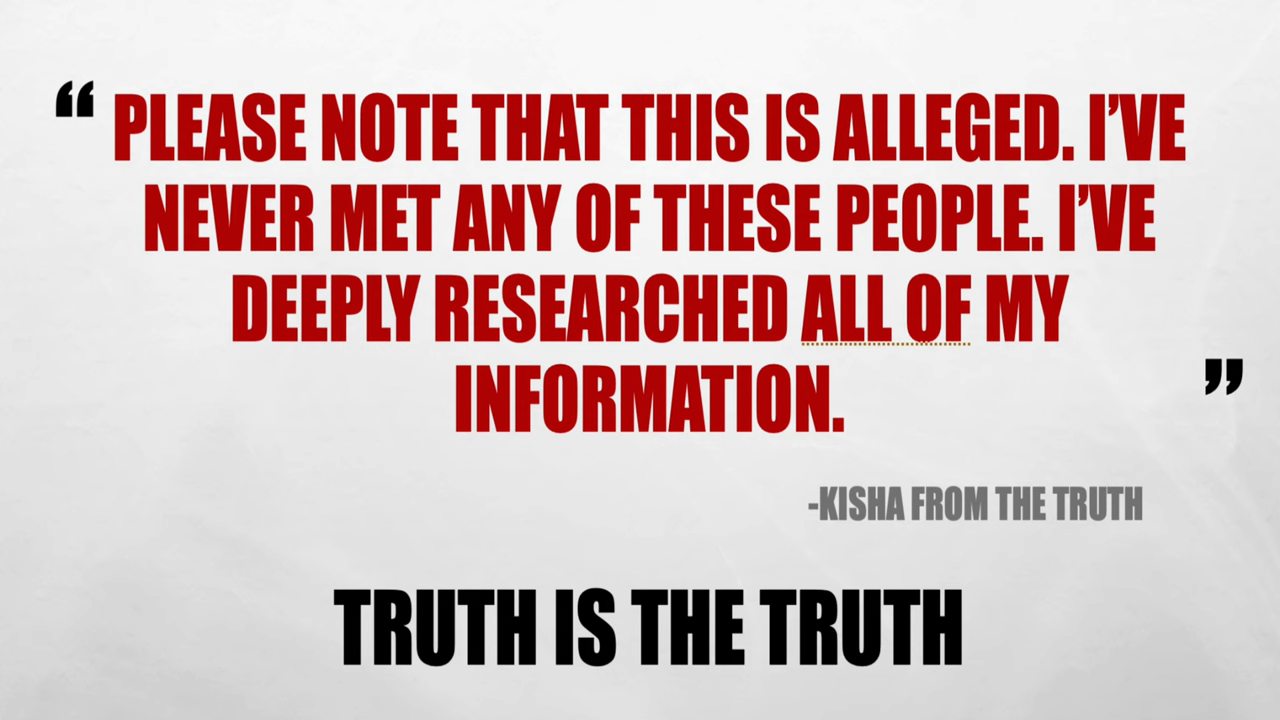 “ PLEASE NOTE THAT THIS IS ALLEGED. I’VE
NEVER MET ANY OF THESE PEOPLE. I’VE
DEEPLY RESEARCHED ALL OF MY
INFORMATION. ”
-KISHA FROM THE TRUTH
TRUTH IS THE TRUTH